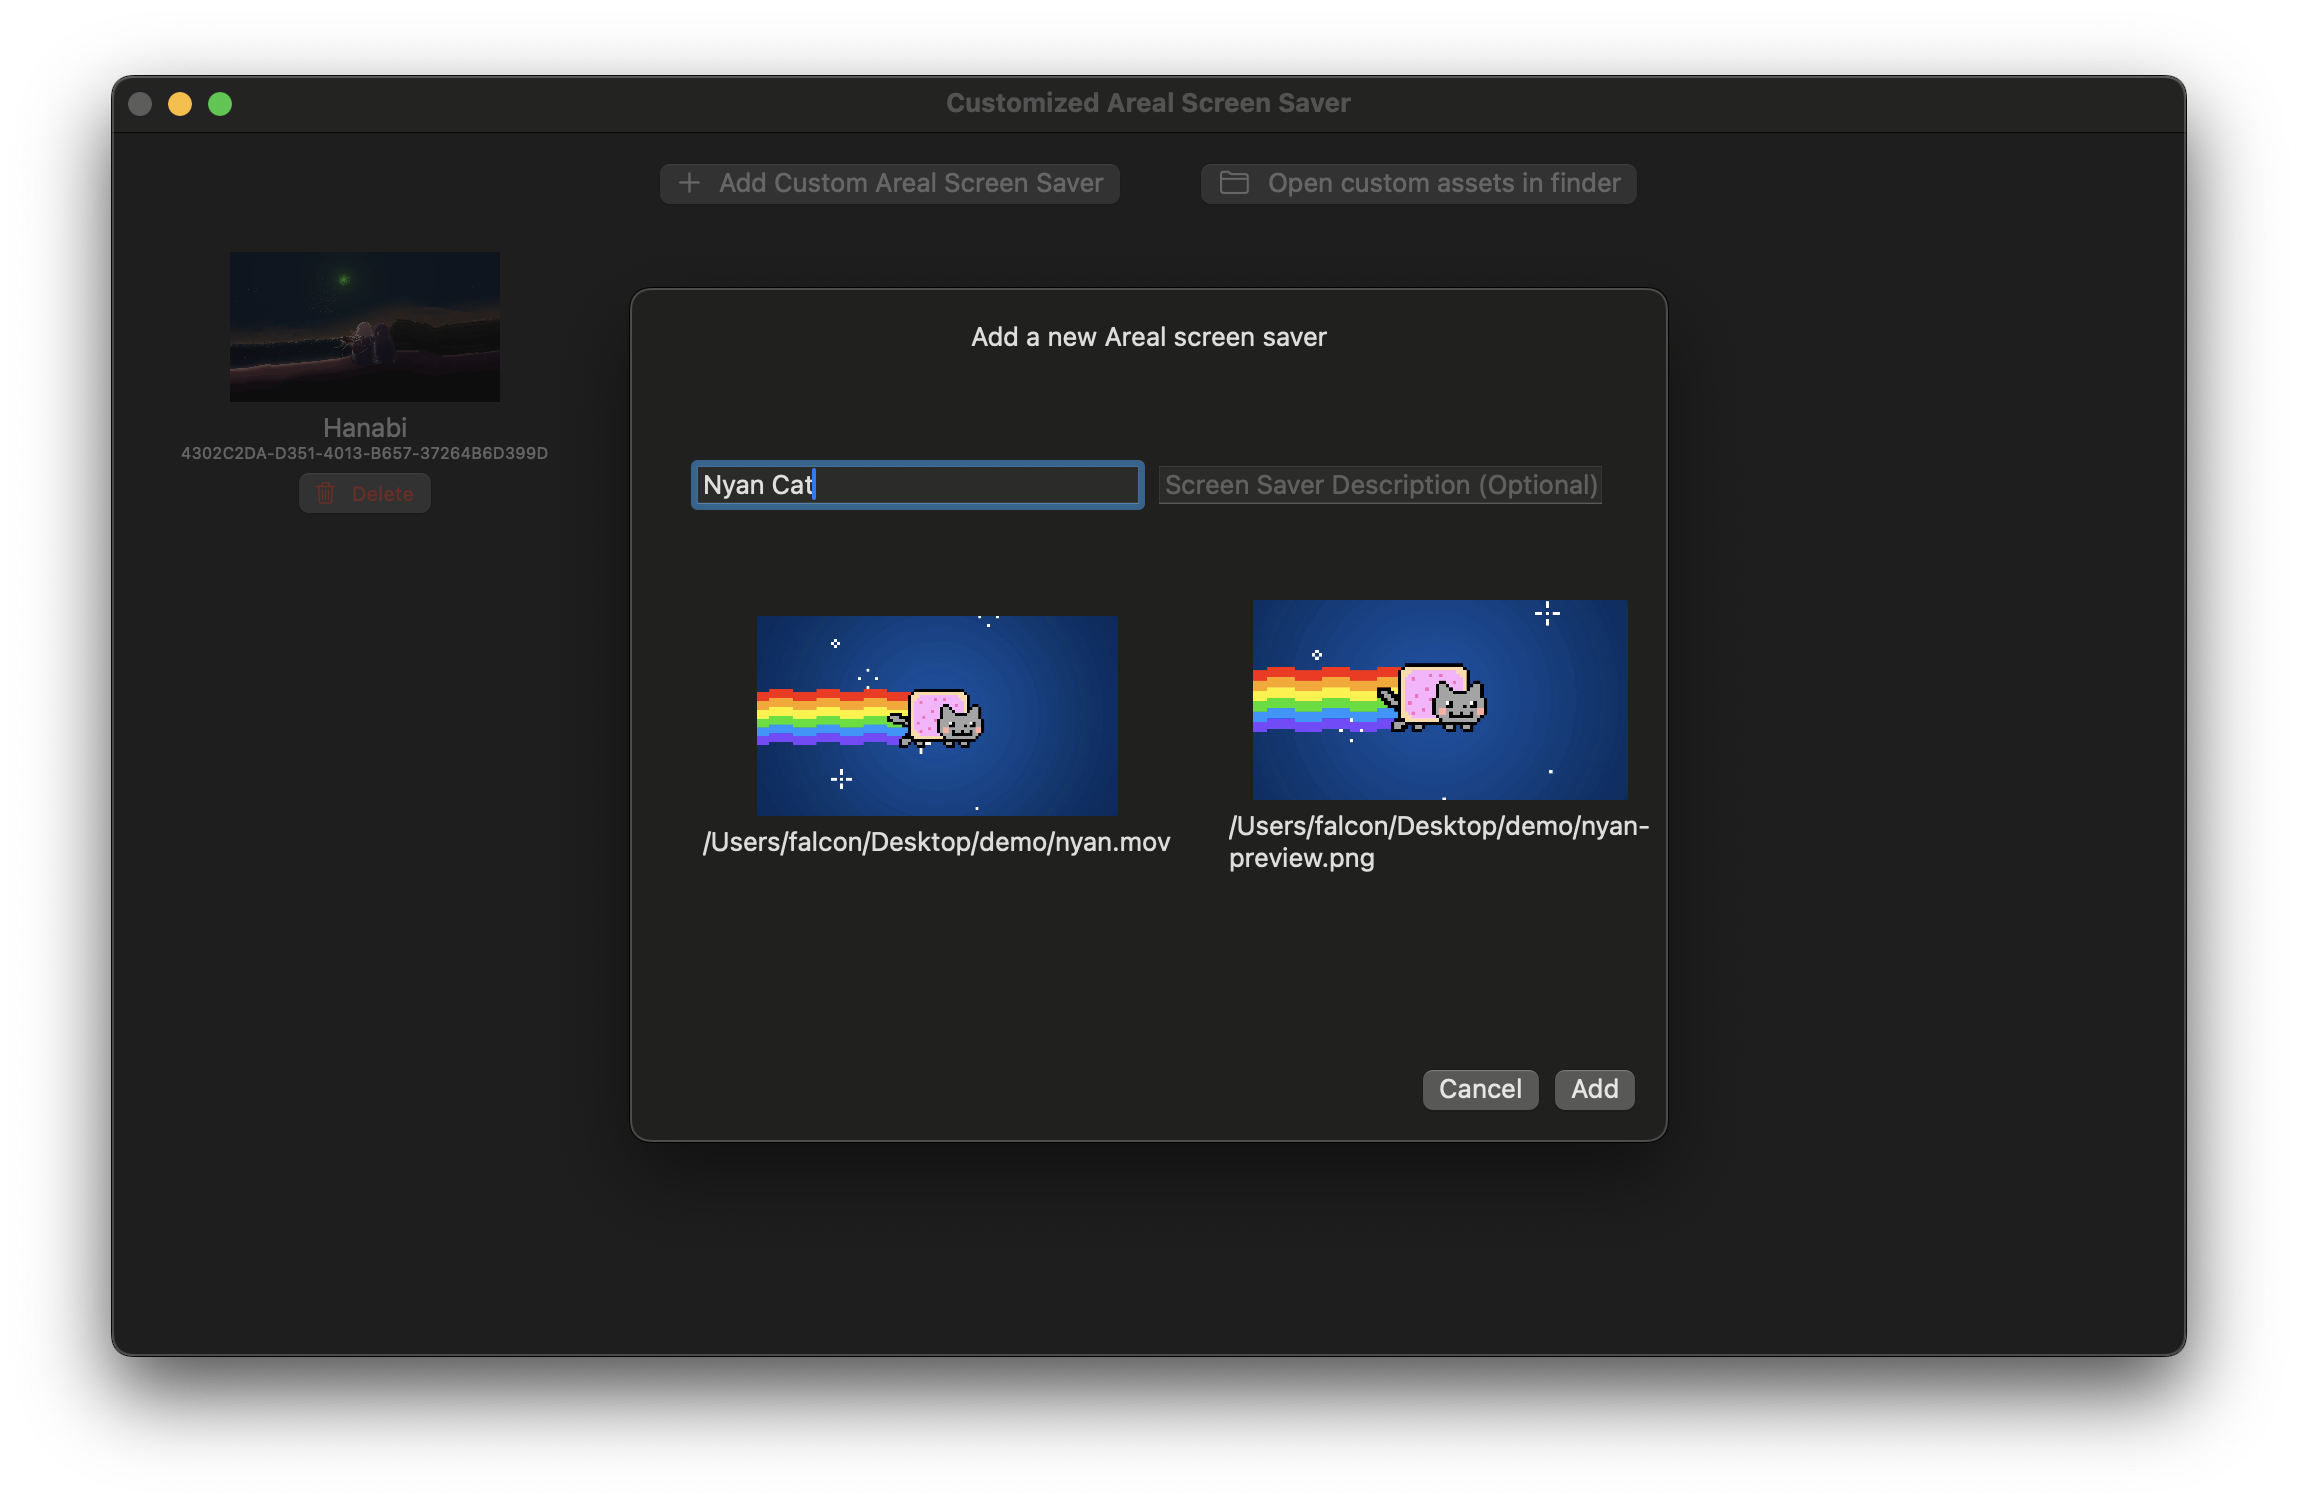 Customized Areal Screen Saver
Add Custom Areal Screen Saver
Open custom assets in finder
Hanabi
4302C2DA-D351-4013-B657-37264B6D399D
Delete
Add a new Areal screen saver
Nyan Cat
Screen Saver Description (Optional)
/Users/falcon/Desktop/demo/nyan.mov
/Users/falcon/Desktop/demo/nyan-
preview.png
Cancel
Add